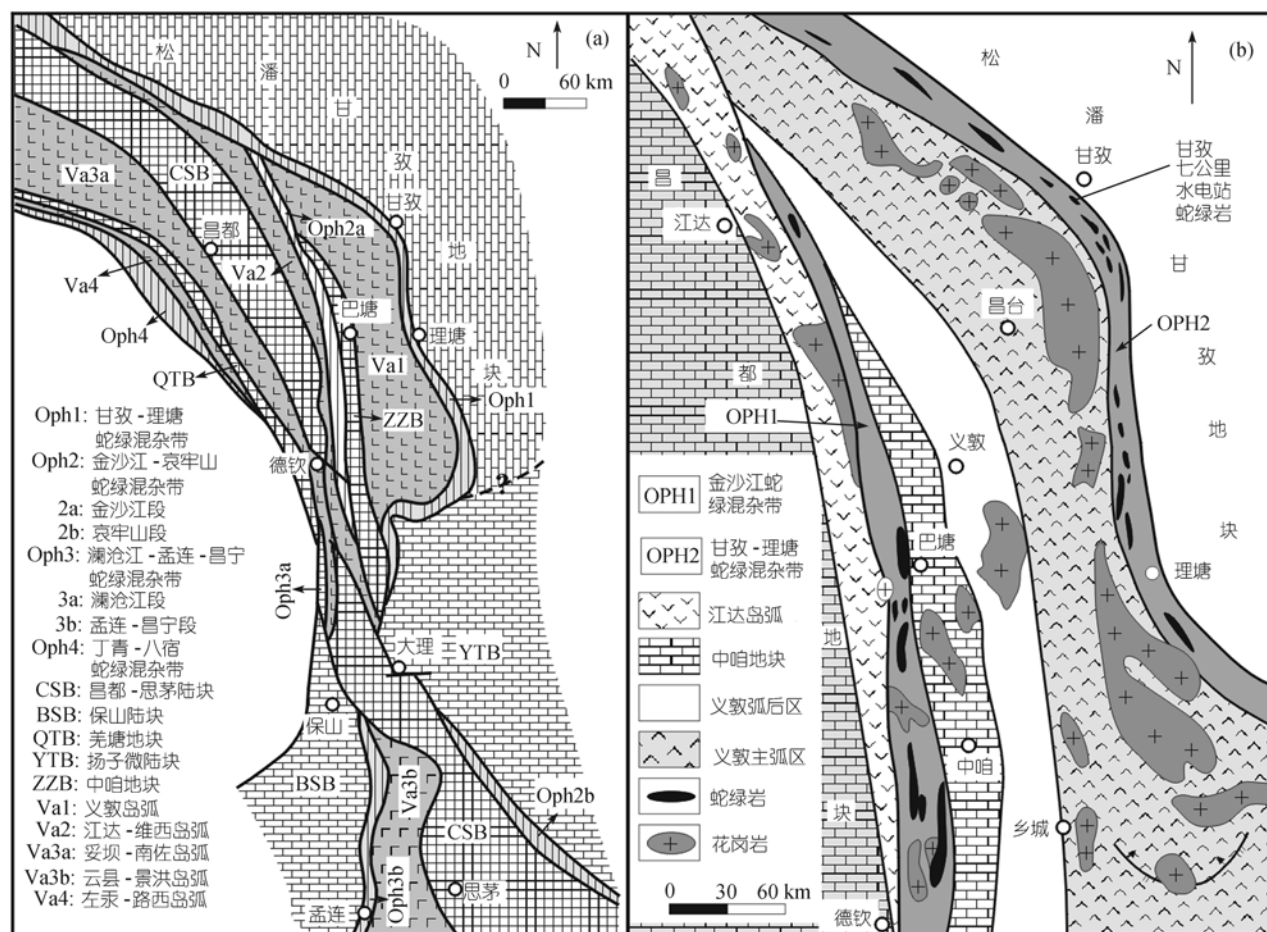 (a)
N
0 60 km
松
潘
甘
孜
地
块
Va3a
CSB
昌都
Va2
Oph2a
甘孜
Va4
Oph4
QTB
巴塘
理塘
Va1
ZZB
Oph1
德钦
?
Oph3a
大理
YTB
保山
BSB
Va3b
CSB
Oph2b
Oph3b
思茅
孟连
Oph1: 甘孜-理塘
蛇绿混杂带
Oph2: 金沙江-哀牢山
蛇绿混杂带
2a: 金沙江段
2b: 哀牢山段
Oph3: 澜沧江-孟连-昌宁
蛇绿混杂带
3a: 澜沧江段
3b: 孟连-昌宁段
Oph4: 丁青-八宿
蛇绿混杂带
CSB: 昌都-思茅陆块
BSB: 保山陆块
QTB: 羌塘地块
YTB: 扬子微陆块
ZZB: 中咱地块
Va1: 义敦岛弧
Va2: 江达-维西岛弧
Va3a: 妥坝-南佐岛弧
Va3b: 云县-景洪岛弧
Va4: 左贡-路西岛弧
(b)
N
松
潘
甘
孜
地
块
甘孜
甘孜
七公里
水电站
蛇绿岩
昌
都
地
块
江达
昌台
OPH2
OPH1
义敦
巴塘
理塘
中咱
乡城
德钦
OPH1 金沙江蛇
绿混杂带
OPH2 甘孜-理塘
蛇绿混杂带
江达岛弧
中咱地块
义敦弧后区
义敦主弧区
蛇绿岩
花岗岩
0 30 60 km